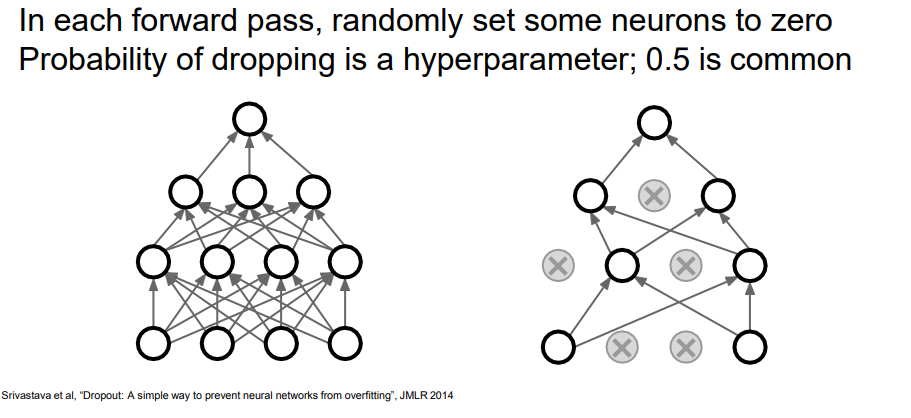 In each forward pass, randomly set some neurons to zero
Probability of dropping is a hyperparameter; 0.5 is common
Srivastava et al, “Dropout: A simple way to prevent neural networks from overfitting”, JMLR 2014